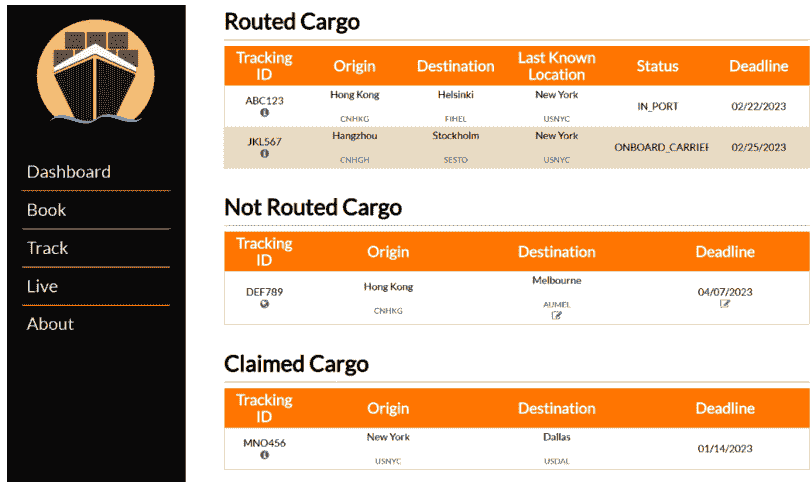 Dashboard
Book
Track
Live
About
Routed Cargo
Tracking ID Origin Destination Last Known Location Status Deadline
ABC123 Hong Kong CNHKG Helsinki FIHEL New York USNYC IN_PORT 02/22/2023
JKL567 Hangzhou CNHGH Stockholm SESTO New York USNYC ONBOARD_CARRIER 02/25/2023
Not Routed Cargo
Tracking ID Origin Destination Deadline
DEF789 Hong Kong CNHKG Melbourne AUMEL 04/07/2023
Claimed Cargo
Tracking ID Origin Destination Deadline
MNO456 New York USNYC Dallas USDAL 01/14/2023